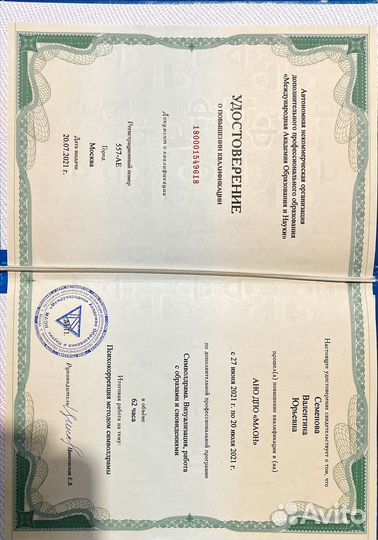 Автономная некоммерческая организация
дополнительного профессионального образования
«Международная Академия Образования и Науки»
УДОСТОВЕРЕНИЕ
О ПОВЫШЕНИИ КВАЛИФИКАЦИИ
180001549618
Документ о квалификации
Регистрационный номер
557-АЕ
Город
Москва
Дата выдачи
20.07.2021 г.
Настоящее удостоверение свидетельствует о том, что
Семенова
Валентина
Юрьевна
прошел(а) повышение квалификации в (на)
АНО ДПО «МАОН»
с 27 июня 2021 г. по 20 июля 2021 г.
по дополнительной профессиональной программе
Символдрама. Визуализация, работа
с образами и сновидениями
в объёме
62 часа
Итоговая работа на тему:
Психокоррекция методом символдрамы
Руководитель
Е.В.
Avito